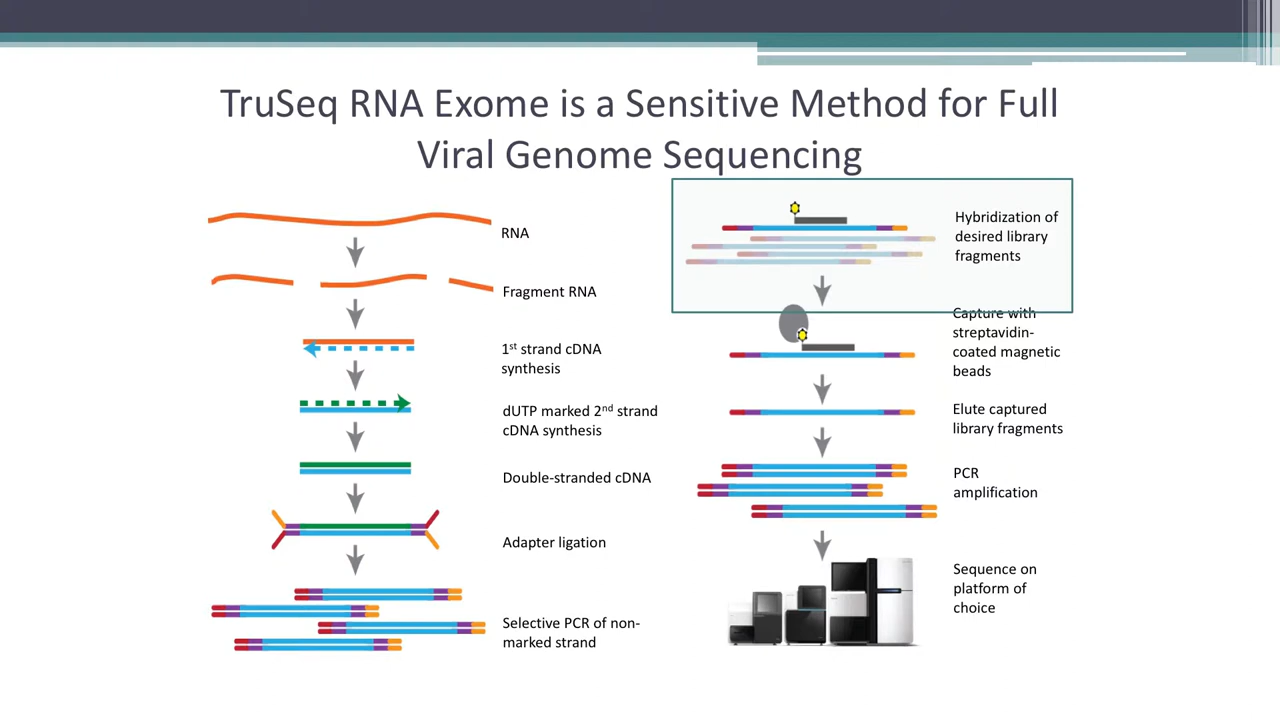 TruSeq RNA Exome is a Sensitive Method for Full
Viral Genome Sequencing
RNA
Fragment RNA
1st strand cDNA
synthesis
dUTP marked 2nd strand
cDNA synthesis
Double-stranded cDNA
Adapter ligation
Selective PCR of non-
marked strand
Hybridization of
desired library
fragments
Capture with
streptavidin-
coated magnetic
beads
Elute captured
library fragments
PCR
amplification
Sequence on
platform of
choice